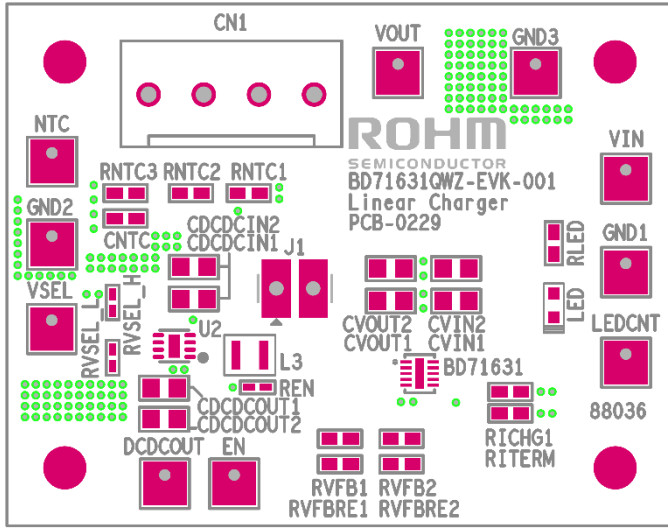 CN1
VOUT
GND3
NTC
ROHM
SEMICONDUCTOR
VIN
RNTC3 RNTC2 RNTC1
BD71631QWZ-EVK-001
Linear Charger
PCB-0229
GND2
CNTC
CDCDCIN2
CDCDCIN1
J1
GND1
RLED
VSEL
RVSEL_H
RVSEL_L
LED
U2
CVOUT2 CVIN2
CVOUT1 CVIN1
LEDCNT
L3
BD71631
REN
CDCDCOUT1
CDCDCOUT2
88036
RICHG1
RITERM
DCDCOUT EN
RVFB1 RVFB2
RVFBRE1 RVFBRE2